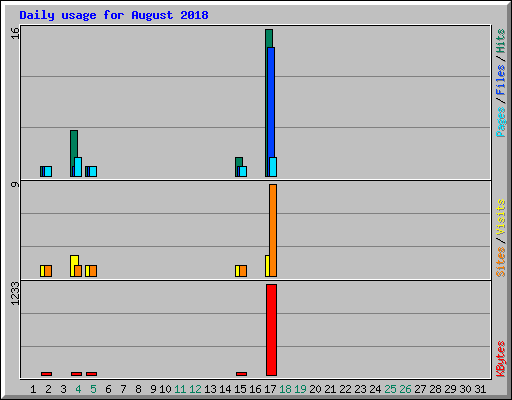 Daily usage for August 2018
16
Pages / Files / Hits
9
Sites / Visits
1233
KBytes
1 2 3 4 5 6 7 8 9 10 11 12 13 14 15 16 17 18 19 20 21 22 23 24 25 26 27 28 29 30 31